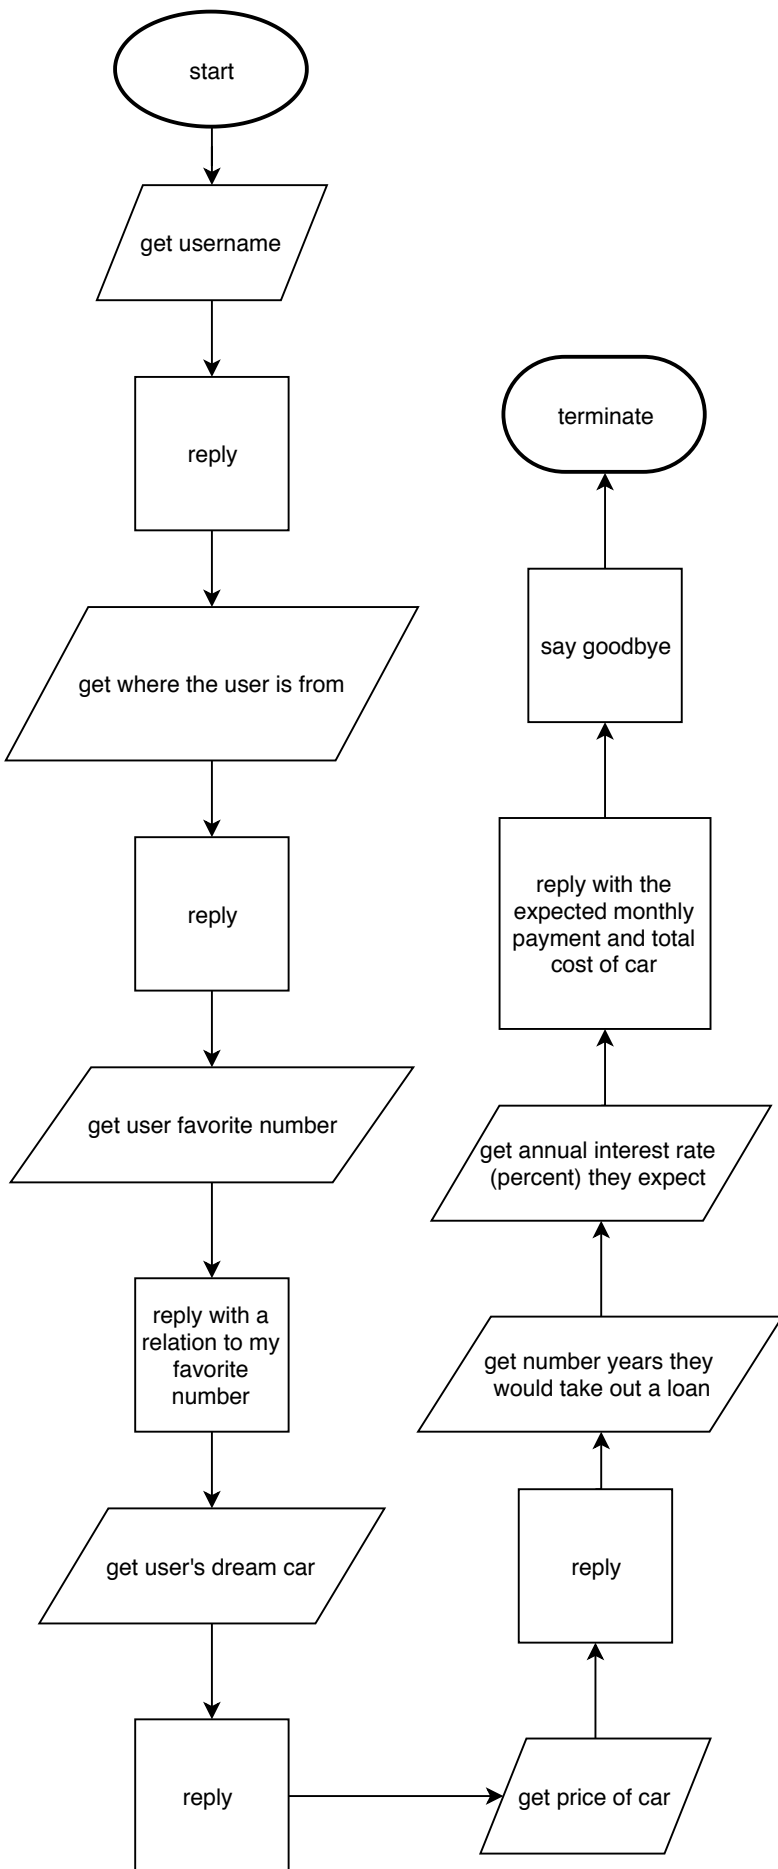 start
get username
reply
get where the user is from
reply
get user favorite number
reply with a
relation to my
favorite
number
get user's dream car
reply
get price of car
reply
get number years they
would take out a loan
get annual interest rate
(percent) they expect
reply with the
expected monthly
payment and total
cost of car
say goodbye
terminate